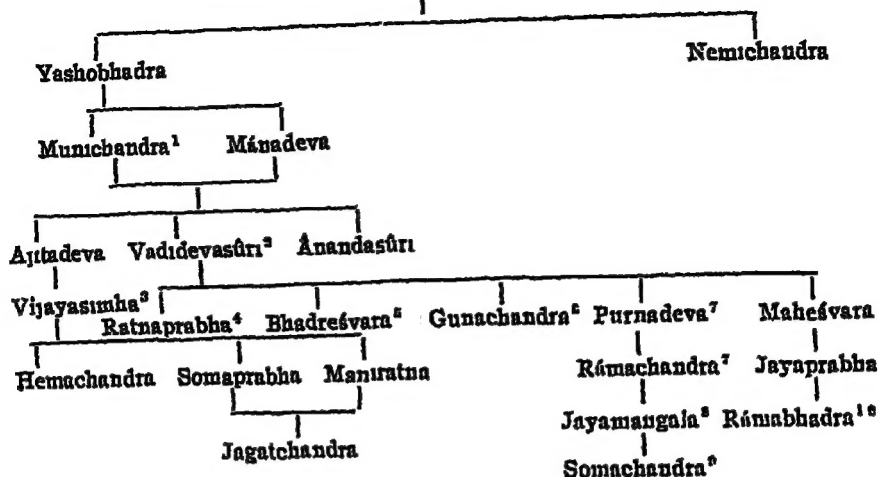 Nemichandra
Yashobhadra
Munichandra¹ Mánadeva
Ajitadeva Vadidevasûri² Ânandasûri
Vijayasimha³ Ratnaprabha⁴ Bhadreśvara⁵ Gunachandra⁶ Purnadeva⁷ Maheśvara
Hemachandra Somaprabha Maniratna Rámachandra⁷ Jayaprabha
Jayamangala⁸ Rámabhadra¹⁰
Jagatchandra
Somachandra⁹